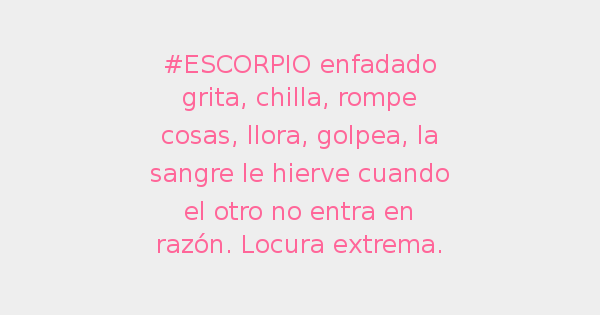 #ESCORPIO enfadado
grita, chilla, rompe
cosas, llora, golpea, la
sangre le hierve cuando
el otro no entra en
razón. Locura extrema.